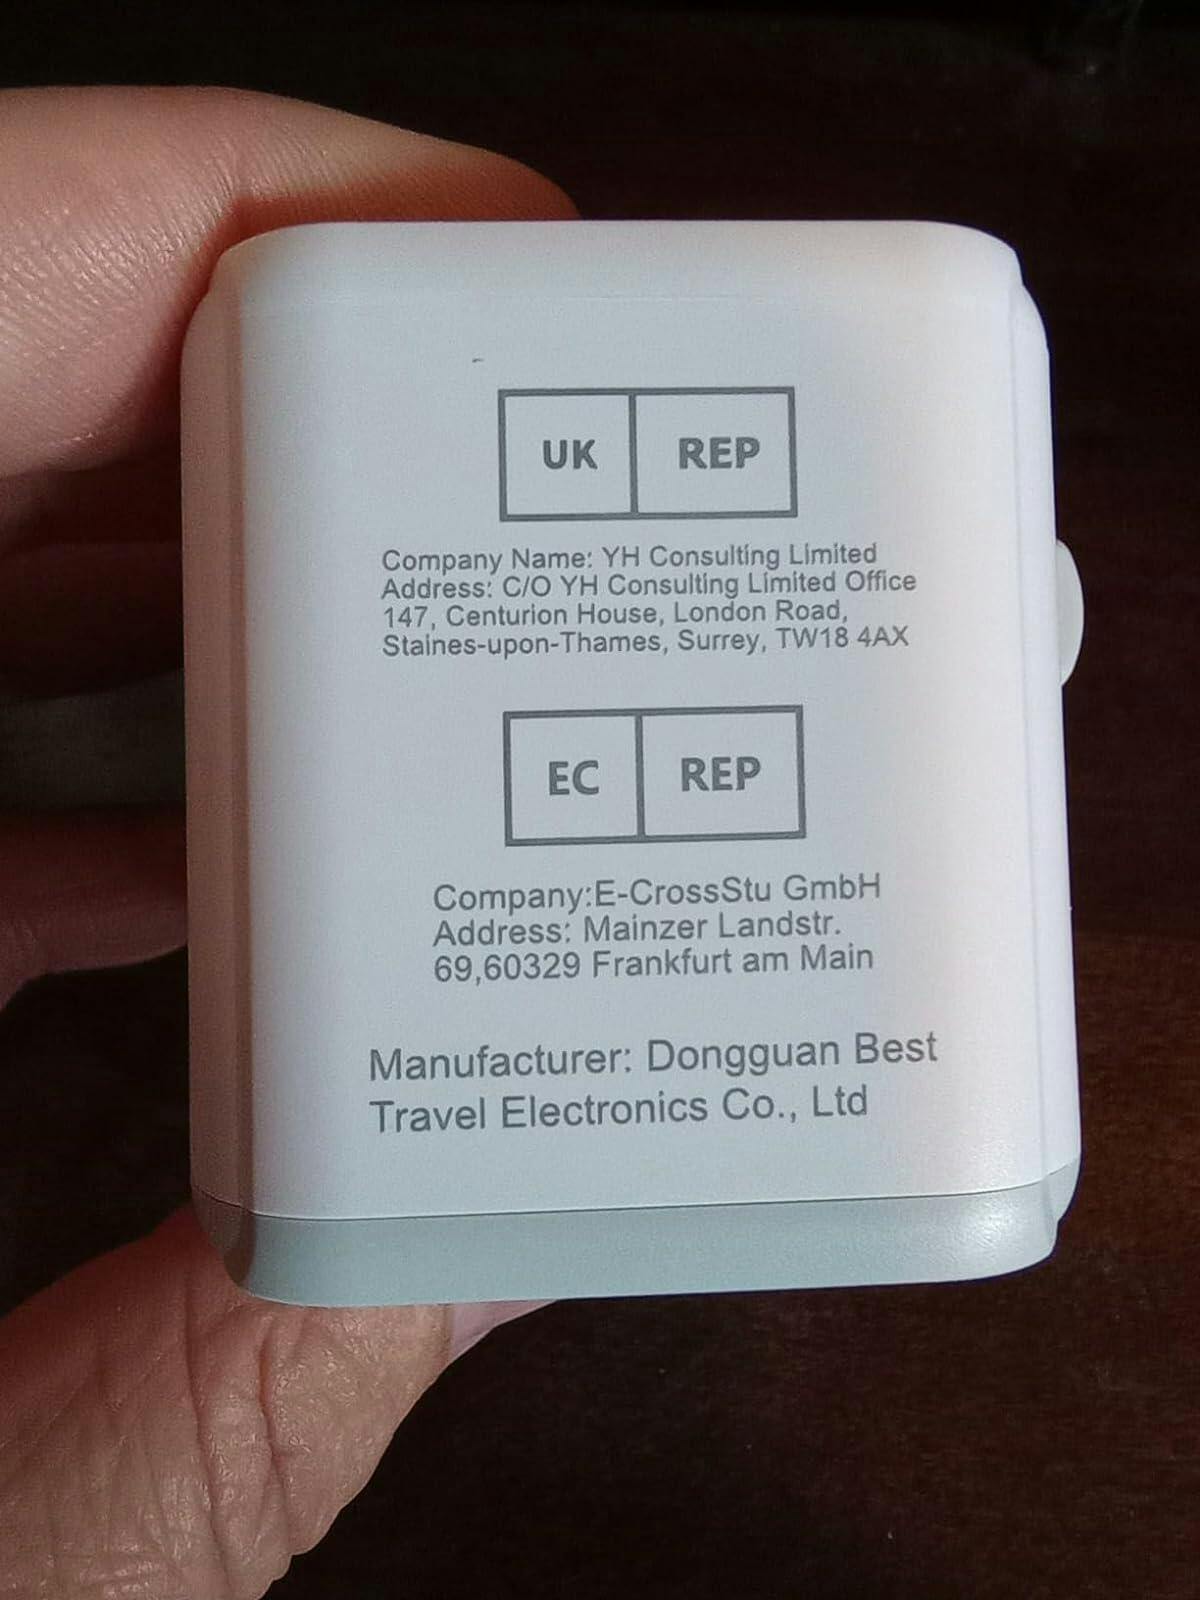 UK REP
Company Name: YH Consulting Limited
Address: C/O YH Consulting Limited Office
147, Centurion House, London Road,
Staines-upon-Thames, Surrey, TW18 4AX
EC REP
Company:E-CrossStu GmbH
Address: Mainzer Landstr.
69,60329 Frankfurt am Main
Manufacturer: Dongguan Best
Travel Electronics Co., Ltd